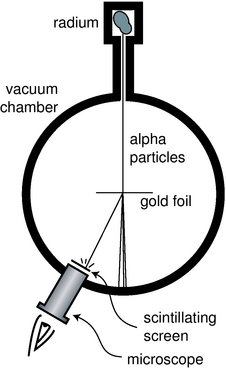 radium
vacuum
chamber
alpha
particles
gold foil
scintillating
screen
microscope